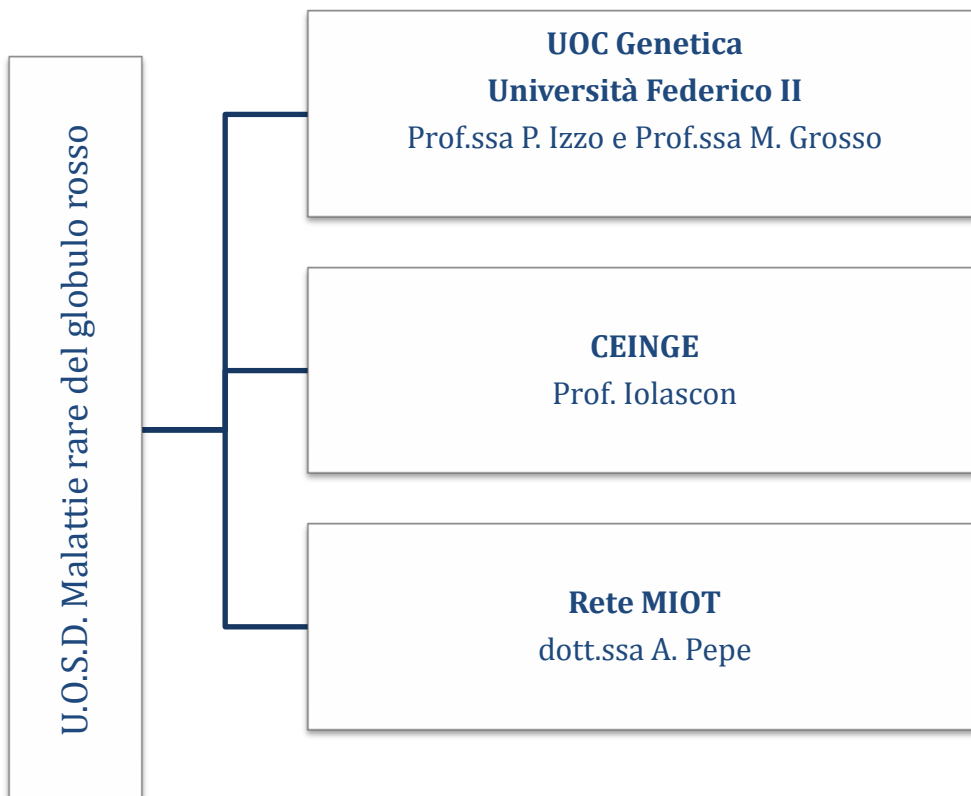 U.O.S.D. Malattie rare del globulo rosso
UOC Genetica
Università Federico II
Prof.ssa P. Izzo e Prof.ssa M. Grosso
CEINGE
Prof. Iolascon
Rete MIOT
dott.ssa A. Pepe